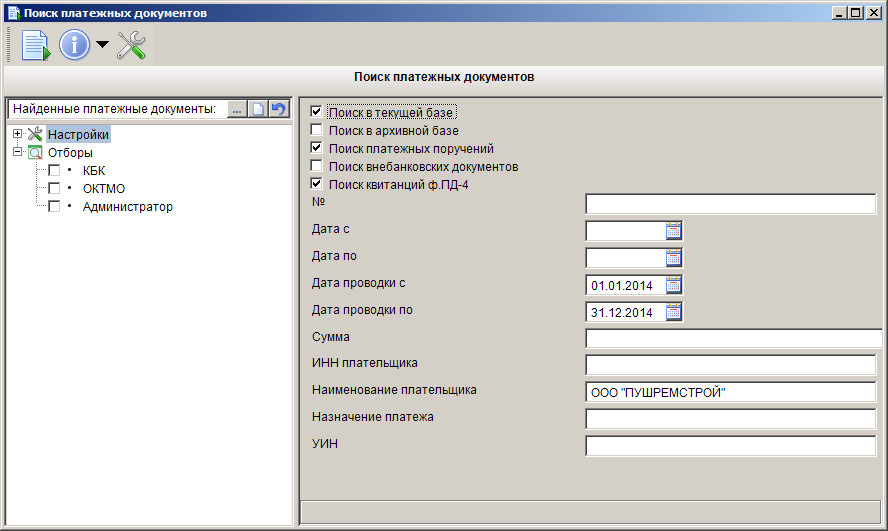 Поиск платежных документов
Поиск платежных документов
Найденные платежные документы: ...
Настройки
Отборы
• КБК
• ОКТМО
• Администратор
Поиск в текущей базе
Поиск в архивной базе
Поиск платежных поручений
Поиск внебанковских документов
Поиск квитанций ф.ПД-4
№
Дата с
Дата по
Дата проводки с 01.01.2014
Дата проводки по 31.12.2014
Сумма
ИНН плательщика
Наименование плательщика ООО "ПУШРЕМСТРОЙ"
Назначение платежа
УИН